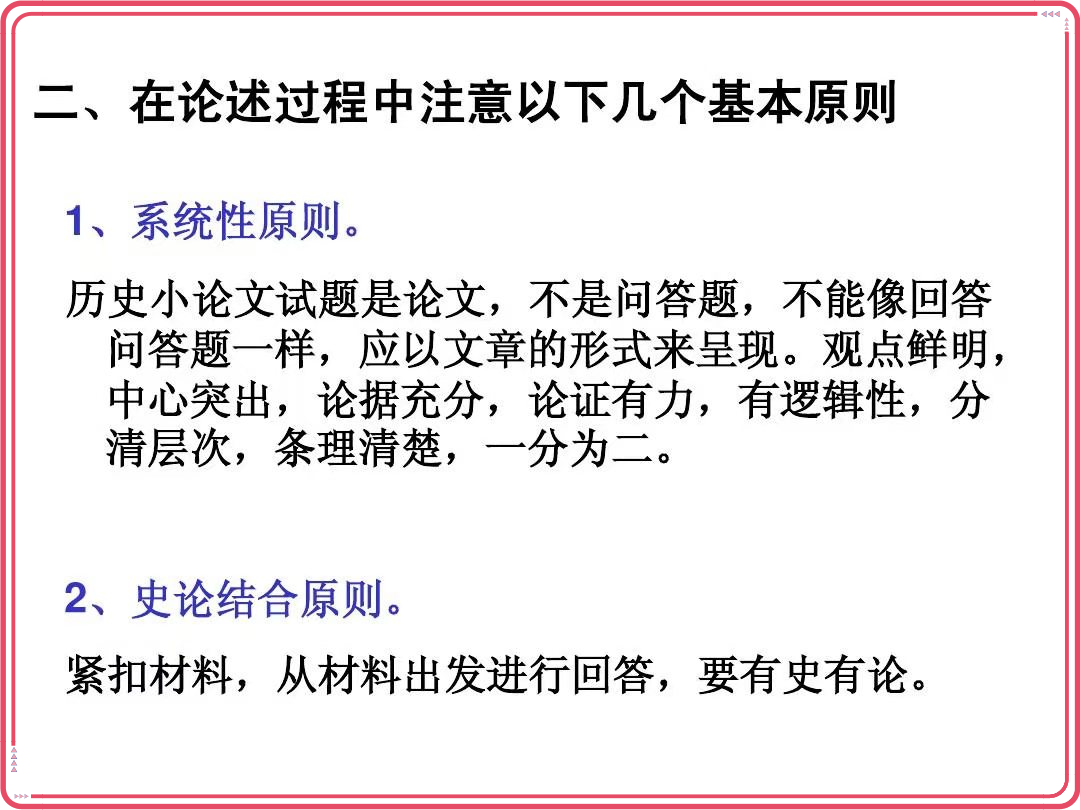 二、在论述过程中注意以下几个基本原则
1、系统性原则。
历史小论文试题是论文，不是问答题，不能像回答
问答题一样，应以文章的形式来呈现。观点鲜明，
中心突出，论据充分，论证有力，有逻辑性，分
清层次，条理清楚，一分为二。
2、史论结合原则。
紧扣材料，从材料出发进行回答，要有史有论。